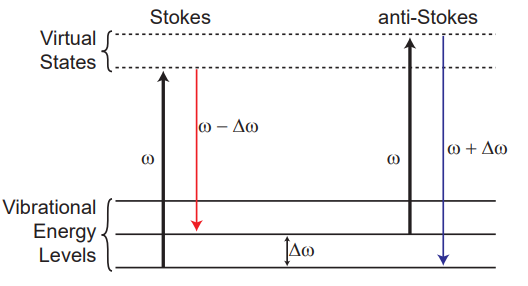 Stokes
anti-Stokes
Virtual
States
ω − Δω
ω
ω
ω + Δω
Vibrational
Energy
Levels
Δω